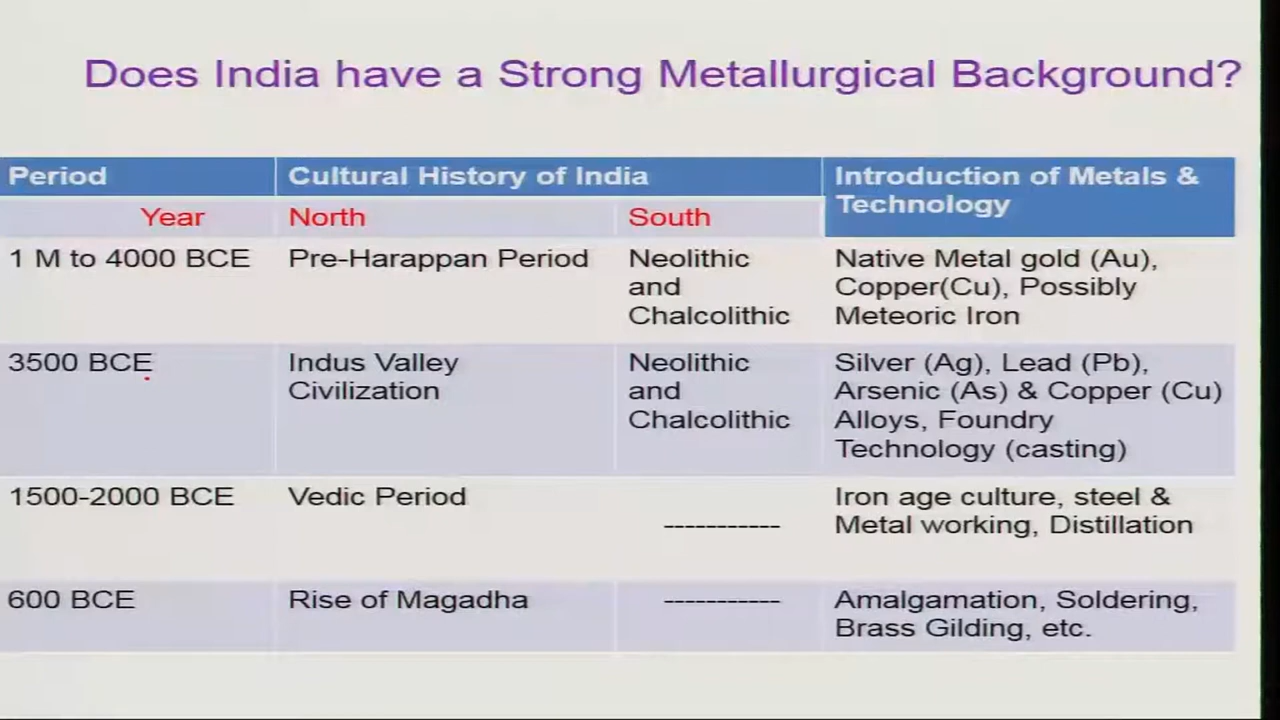 Does India have a Strong Metallurgical Background?
Period
Cultural History of India
Introduction of Metals &
Technology
Year
North
South
1 M to 4000 BCE
Pre-Harappan Period
Neolithic
and
Chalcolithic
Native Metal gold (Au),
Copper(Cu), Possibly
Meteoric Iron
3500 BCE
Indus Valley
Civilization
Neolithic
and
Chalcolithic
Silver (Ag), Lead (Pb),
Arsenic (As) & Copper (Cu)
Alloys, Foundry
Technology (casting)
1500-2000 BCE
Vedic Period
-----------
Iron age culture, steel &
Metal working, Distillation
600 BCE
Rise of Magadha
-----------
Amalgamation, Soldering,
Brass Gilding, etc.